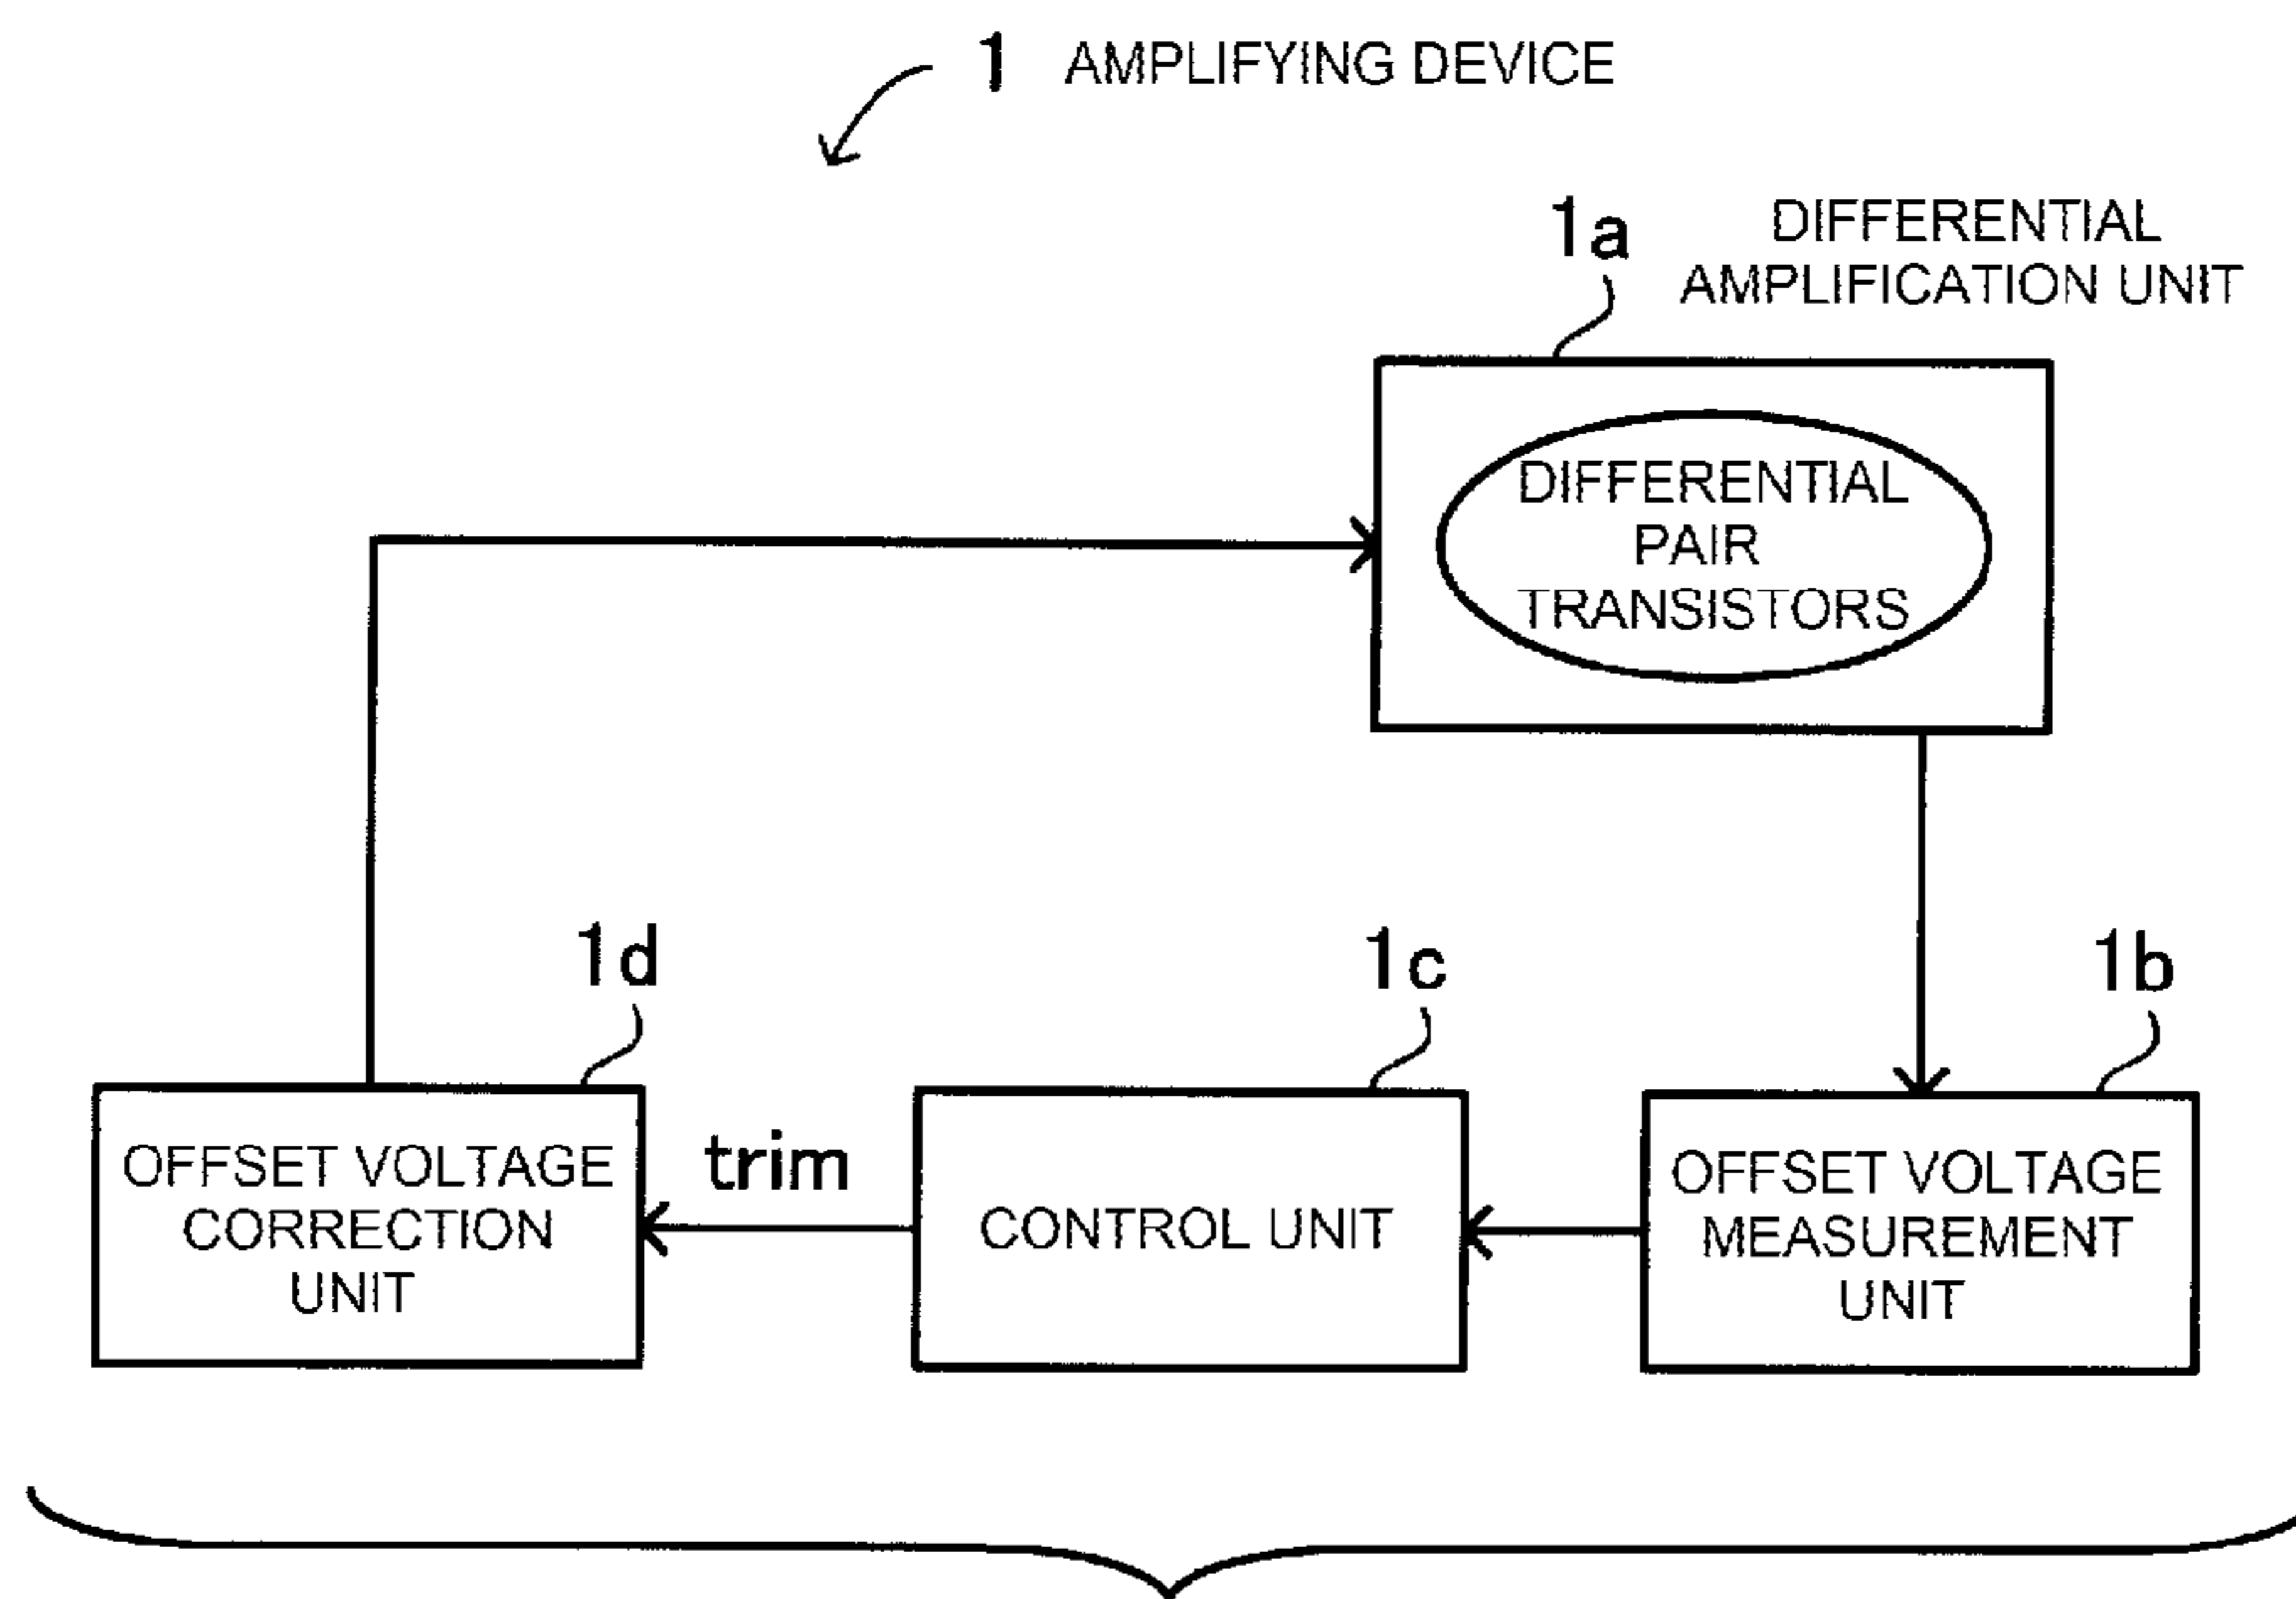 1 AMPLIFYING DEVICE
1a
DIFFERENTIAL
AMPLIFICATION UNIT
DIFFERENTIAL
PAIR
TRANSISTORS
1d
1c
1b
OFFSET VOLTAGE
CORRECTION
UNIT
trim
CONTROL UNIT
OFFSET VOLTAGE
MEASUREMENT
UNIT